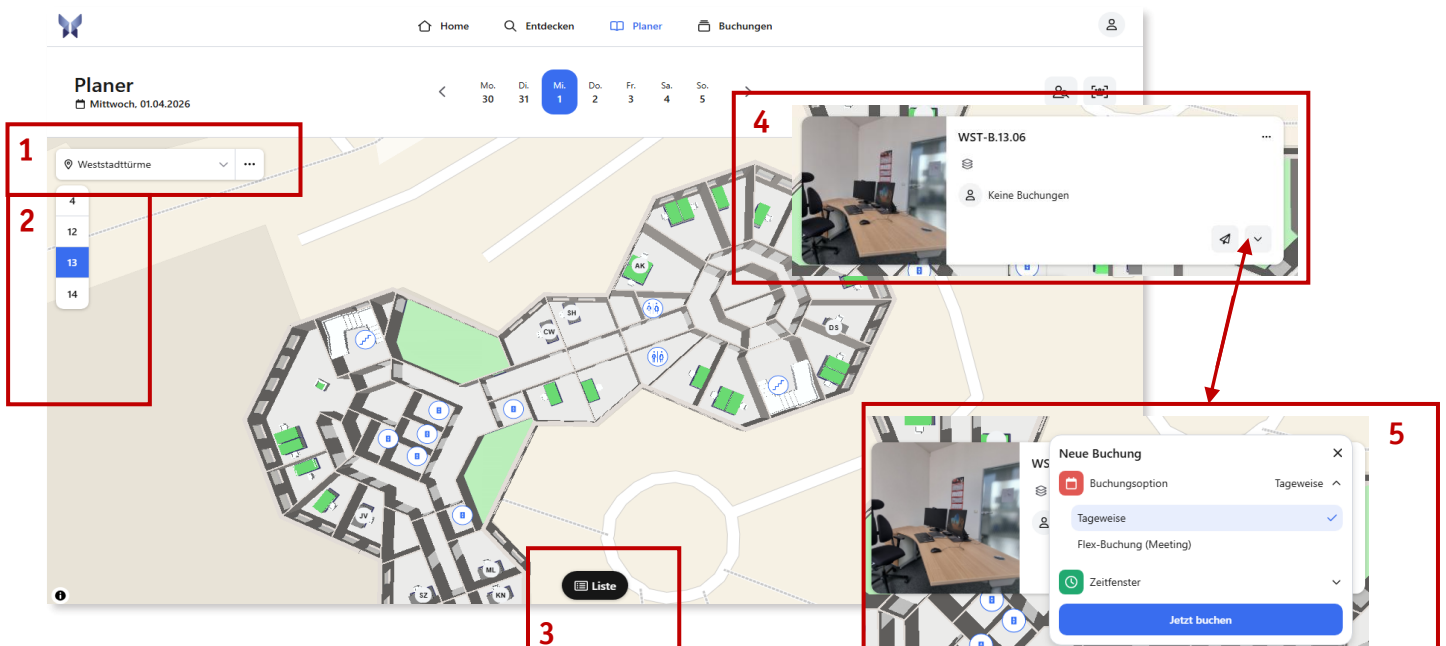 Home
Entdecken
Planer
Buchungen
Planer
Mittwoch, 01.04.2026
Mo. Di. Mi. Do. Fr. Sa. So.
30 31 1 2 3 4 5
1
Weststadttürme
2
4
12
13
14
4
WST-B.13.06
Keine Buchungen
AK
SH
CW
DS
JV
ML
SZ
KN
Liste
3
5
WS
Neue Buchung
Buchungsoption Tageweise
Tageweise
Flex-Buchung (Meeting)
Zeitfenster
Jetzt buchen